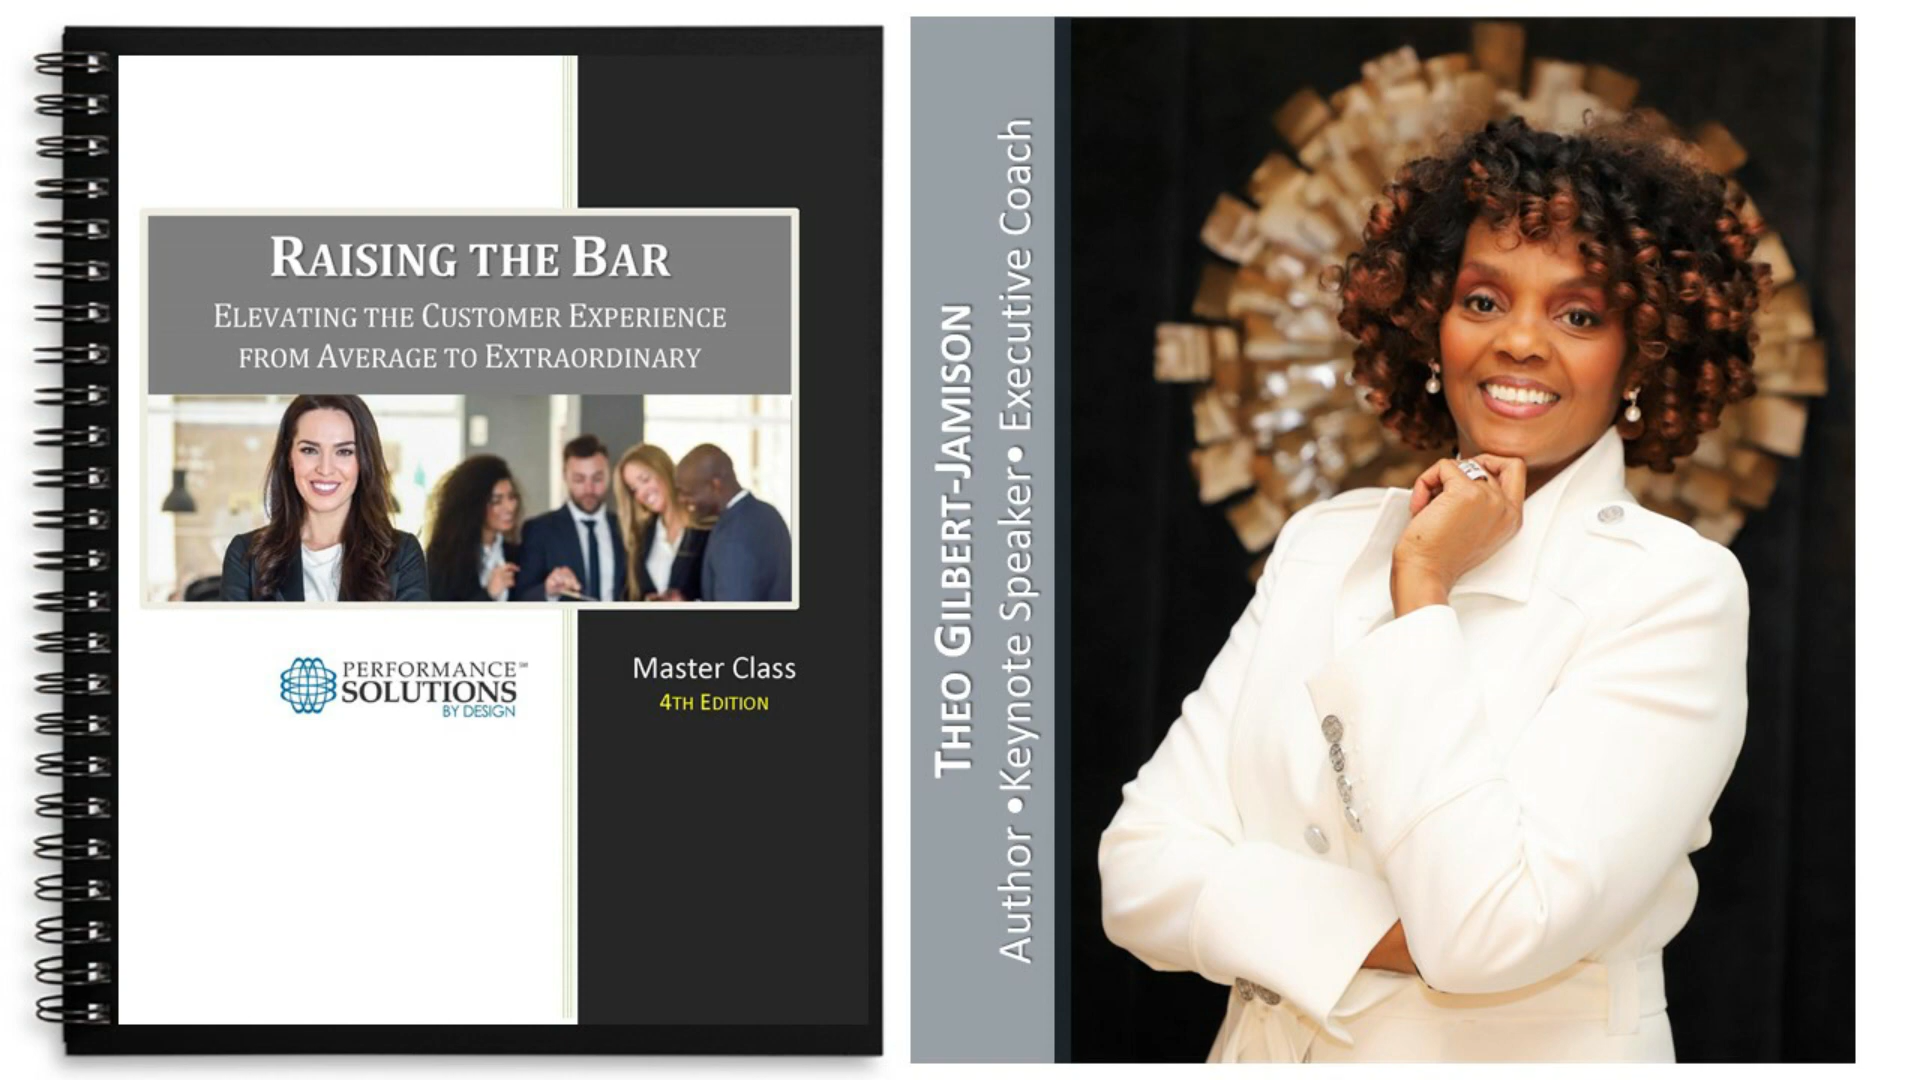 RAISING THE BAR
ELEVATING THE CUSTOMER EXPERIENCE
FROM AVERAGE TO EXTRAORDINARY
PERFORMANCE℠
SOLUTIONS
BY DESIGN
Master Class
4TH EDITION
THEO GILBERT-JAMISON
Author •Keynote Speaker• Executive Coach